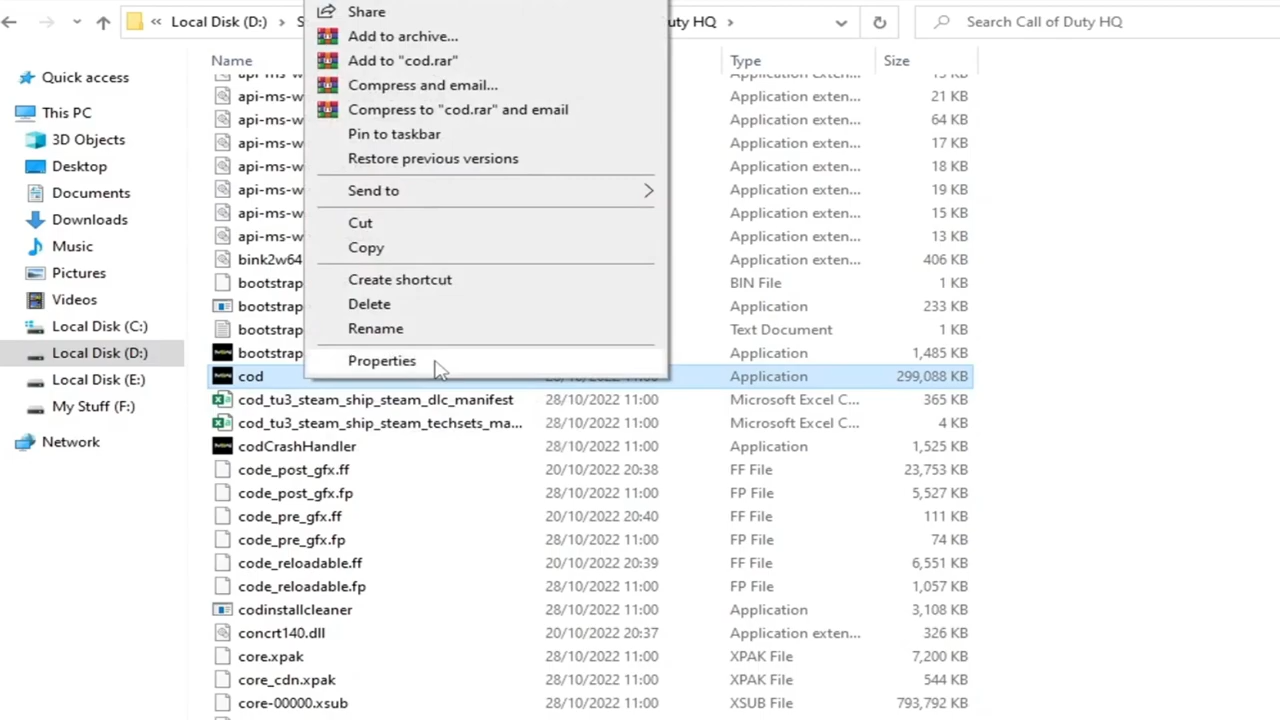 « Local Disk (D:) › S
uty HQ ›
Search Call of Duty HQ
Quick access
This PC
3D Objects
Desktop
Documents
Downloads
Music
Pictures
Videos
Local Disk (C:)
Local Disk (D:)
Local Disk (E:)
My Stuff (F:)
Network
Share
Add to archive...
Add to "cod.rar"
Compress and email...
Compress to "cod.rar" and email
Pin to taskbar
Restore previous versions
Send to
Cut
Copy
Create shortcut
Delete
Rename
Properties
Name Type Size
api-ms-w Application exten... 15 KB
api-ms-w Application exten... 21 KB
api-ms-w Application exten... 64 KB
api-ms-w Application exten... 17 KB
api-ms-w Application exten... 18 KB
api-ms-w Application exten... 19 KB
api-ms-w Application exten... 15 KB
api-ms-w Application exten... 13 KB
bink2w64 Application exten... 406 KB
bootstrap BIN File 1 KB
bootstrap Application 233 KB
bootstrap Text Document 1 KB
bootstrap Application 1,485 KB
cod 28/10/2022 11:00 Application 299,088 KB
cod_tu3_steam_ship_steam_dlc_manifest 28/10/2022 11:00 Microsoft Excel C... 365 KB
cod_tu3_steam_ship_steam_techsets_ma... 28/10/2022 11:00 Microsoft Excel C... 4 KB
codCrashHandler 28/10/2022 11:00 Application 1,525 KB
code_post_gfx.ff 20/10/2022 20:38 FF File 23,753 KB
code_post_gfx.fp 28/10/2022 11:00 FP File 5,527 KB
code_pre_gfx.ff 20/10/2022 20:40 FF File 111 KB
code_pre_gfx.fp 28/10/2022 11:00 FP File 74 KB
code_reloadable.ff 20/10/2022 20:39 FF File 6,551 KB
code_reloadable.fp 28/10/2022 11:00 FP File 1,057 KB
codinstallcleaner 28/10/2022 11:00 Application 3,108 KB
concrt140.dll 20/10/2022 20:37 Application exten... 326 KB
core.xpak 28/10/2022 11:00 XPAK File 7,200 KB
core_cdn.xpak 28/10/2022 11:00 XPAK File 544 KB
core-00000.xsub 28/10/2022 11:00 XSUB File 793,792 KB